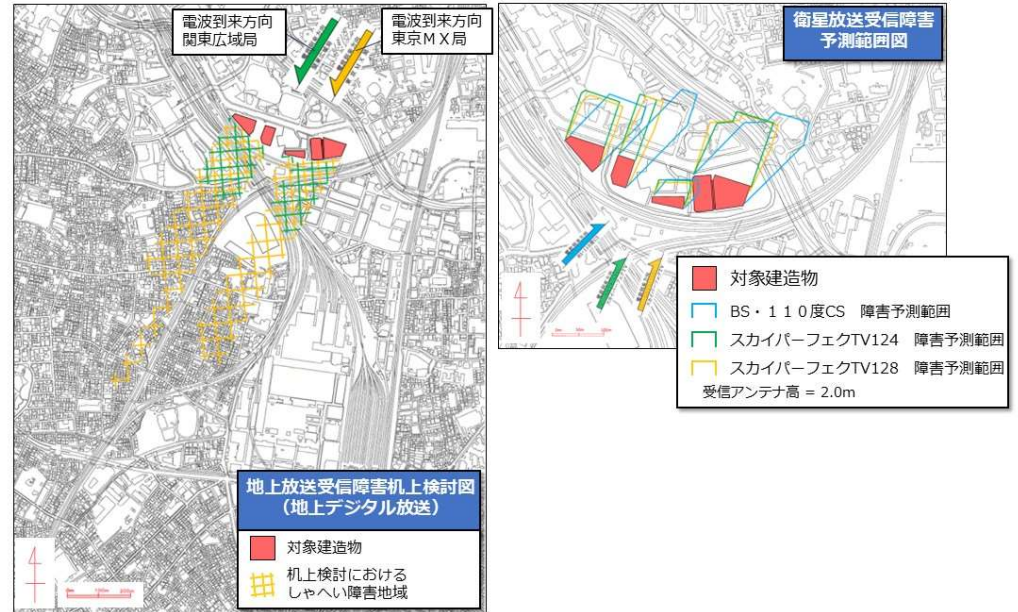 電波到来方向
関東広域局
電波到来方向
東京ＭＸ局
地上放送受信障害机上検討図
（地上デジタル放送）
対象建造物
机上検討における
しゃへい障害地域
衛星放送受信障害
予測範囲図
対象建造物
BS・１１０度CS　障害予測範囲
スカイパーフェクTV124　障害予測範囲
スカイパーフェクTV128　障害予測範囲
受信アンテナ高 = 2.0m